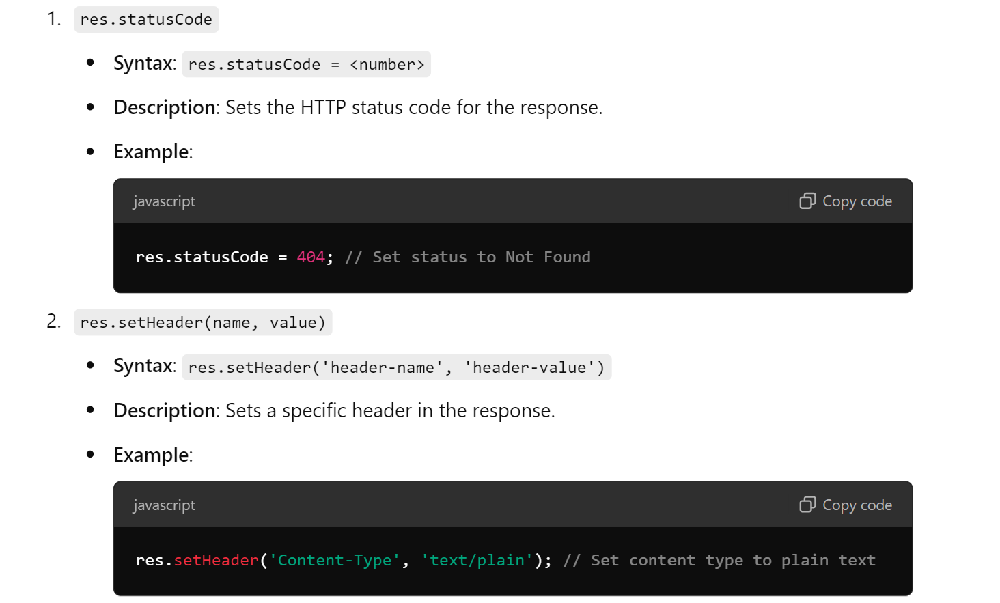 1. res.statusCode
• Syntax: res.statusCode = <number>
• Description: Sets the HTTP status code for the response.
• Example:
javascript Copy code
res.statusCode = 404; // Set status to Not Found
2. res.setHeader(name, value)
• Syntax: res.setHeader('header-name', 'header-value')
• Description: Sets a specific header in the response.
• Example:
javascript Copy code
res.setHeader('Content-Type', 'text/plain'); // Set content type to plain text